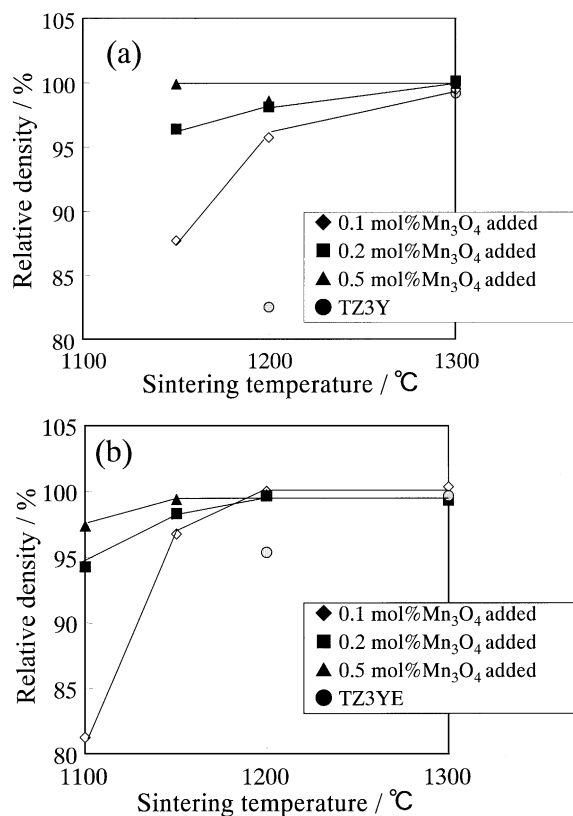 105
(a)
100
95
90
85
80
Relative density / %
0.1 mol%Mn₃O₄ added
0.2 mol%Mn₃O₄ added
0.5 mol%Mn₃O₄ added
TZ3Y
1100
1200
1300
Sintering temperature / ℃
105
(b)
100
95
90
85
80
Relative density / %
0.1 mol%Mn₃O₄ added
0.2 mol%Mn₃O₄ added
0.5 mol%Mn₃O₄ added
TZ3YE
1100
1200
1300
Sintering temperature / ℃